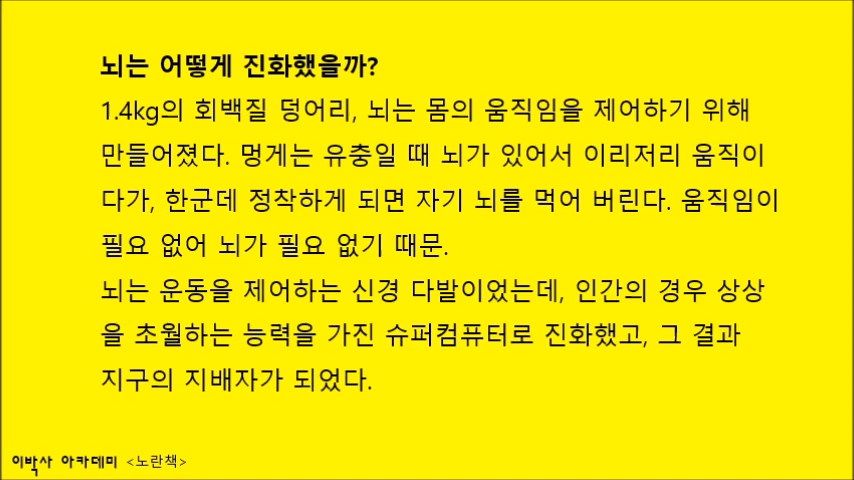 뇌는 어떻게 진화했을까?
1.4kg의 회백질 덩어리, 뇌는 몸의 움직임을 제어하기 위해
만들어졌다. 멍게는 유충일 때 뇌가 있어서 이리저리 움직이
다가, 한군데 정착하게 되면 자기 뇌를 먹어 버린다. 움직임이
필요 없어 뇌가 필요 없기 때문.
뇌는 운동을 제어하는 신경 다발이었는데, 인간의 경우 상상
을 초월하는 능력을 가진 슈퍼컴퓨터로 진화했고, 그 결과
지구의 지배자가 되었다.
이박사 아카데미 <노란책>